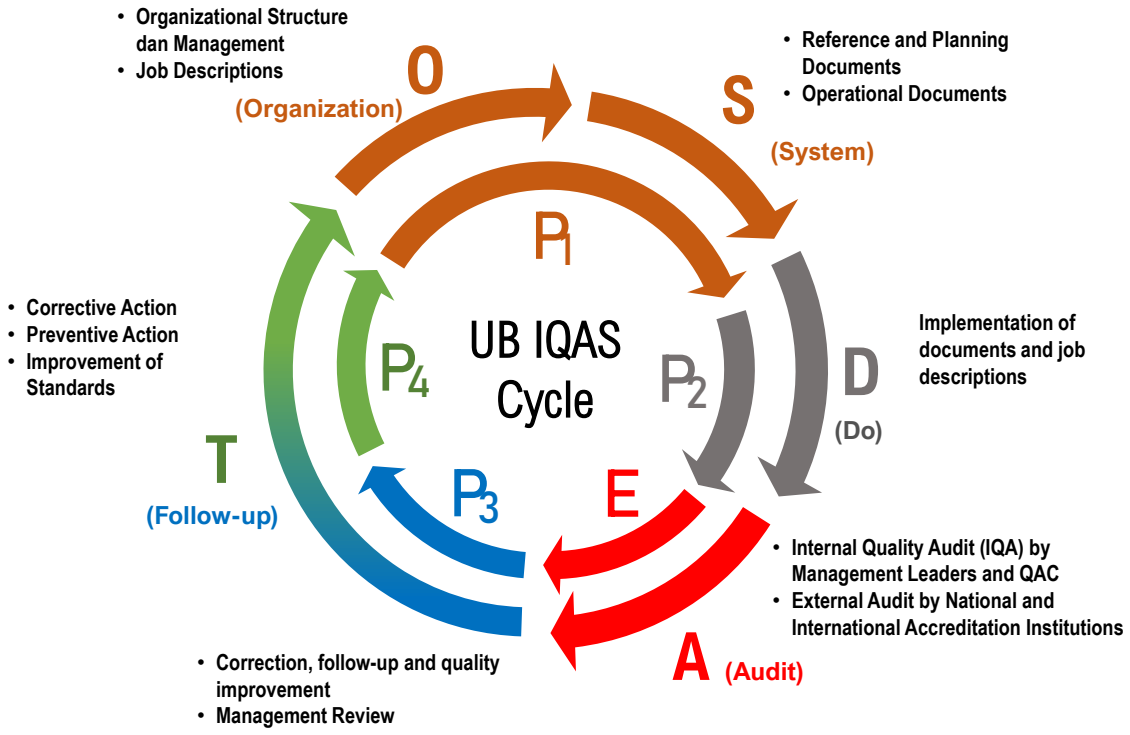 • Organizational Structure
dan Management
• Job Descriptions
O
(Organization)
• Reference and Planning
Documents
• Operational Documents
S
(System)
P1
• Corrective Action
• Preventive Action
• Improvement of
Standards
UB IQAS
Cycle
P4
P2
Implementation of
documents and job
descriptions
D
(Do)
T
(Follow-up)
P3
E
• Internal Quality Audit (IQA) by
Management Leaders and QAC
• External Audit by National and
International Accreditation Institutions
A (Audit)
• Correction, follow-up and quality
improvement
• Management Review